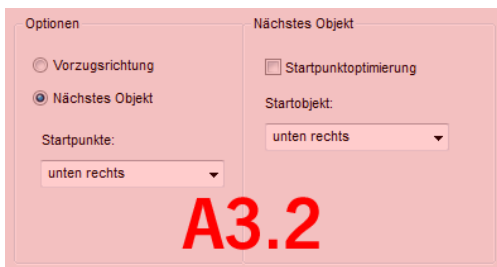 Optionen
Vorzugsrichtung
Nächstes Objekt
Startpunkte:
unten rechts
Nächstes Objekt
Startpunktoptimierung
Startobjekt:
unten rechts
A3.2